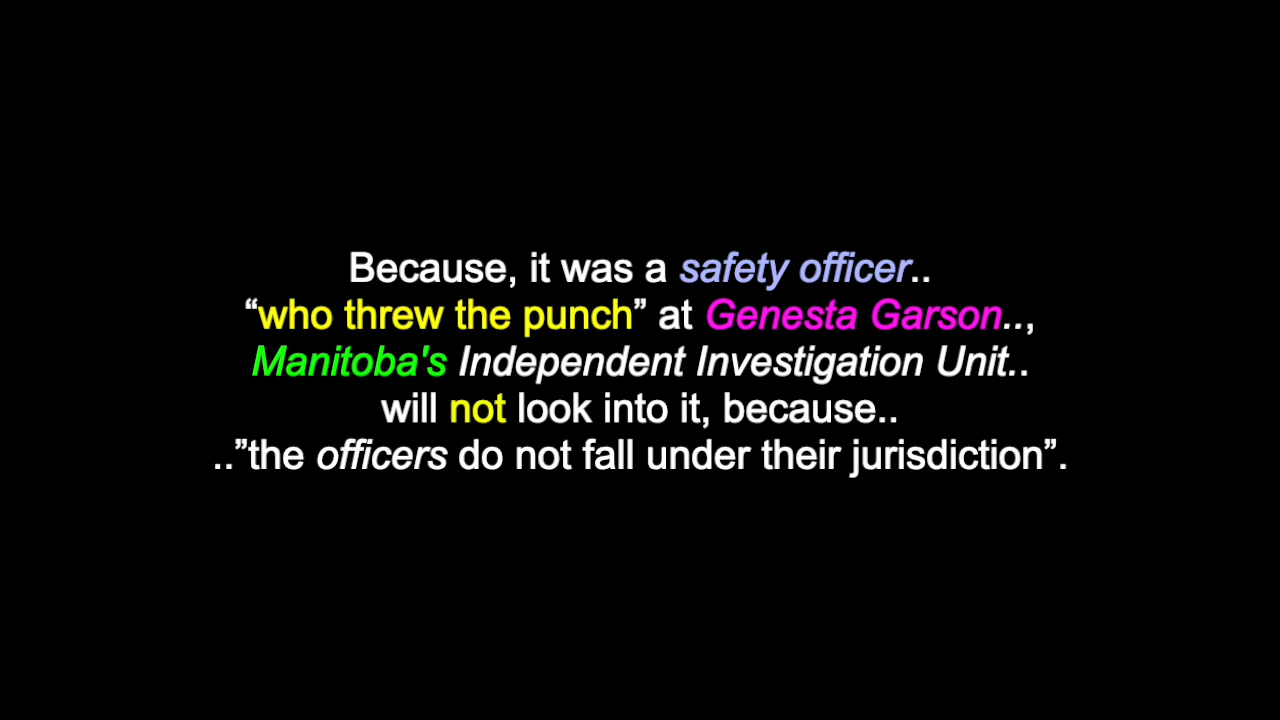 Because, it was a safety officer..
“who threw the punch” at Genesta Garson..,
Manitoba's Independent Investigation Unit..
will not look into it, because..
..”the officers do not fall under their jurisdiction”.